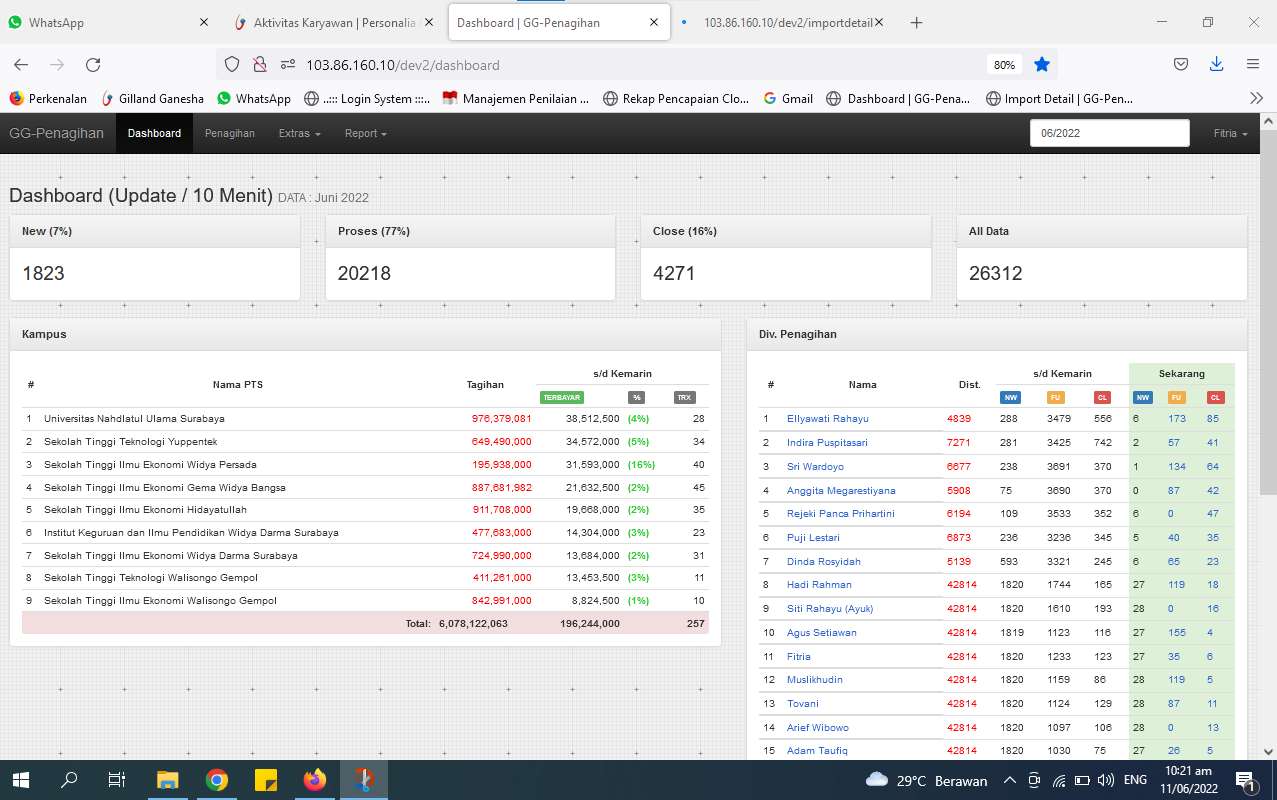 WhatsApp
Aktivitas Karyawan | Personalia
Dashboard | GG-Penagihan
103.86.160.10/dev2/importdetail
103.86.160.10/dev2/dashboard
80%
Perkenalan Gilland Ganesha WhatsApp ..::: Login System :::.. Manajemen Penilaian ... Rekap Pencapaian Clo... Gmail Dashboard | GG-Pena... Import Detail | GG-Pen...
GG-Penagihan Dashboard Penagihan Extras Report 06/2022 Fitria
Dashboard (Update / 10 Menit) DATA : Juni 2022
New (7%) Proses (77%) Close (16%) All Data
1823 20218 4271 26312
Kampus
# Nama PTS Tagihan s/d Kemarin
TERBAYAR % TRX
1 Universitas Nahdlatul Ulama Surabaya 976,379,081 38,512,500 (4%) 28
2 Sekolah Tinggi Teknologi Yuppentek 649,490,000 34,572,000 (5%) 34
3 Sekolah Tinggi Ilmu Ekonomi Widya Persada 195,938,000 31,593,000 (16%) 40
4 Sekolah Tinggi Ilmu Ekonomi Gema Widya Bangsa 887,681,982 21,632,500 (2%) 45
5 Sekolah Tinggi Ilmu Ekonomi Hidayatullah 911,708,000 19,668,000 (2%) 35
6 Institut Keguruan dan Ilmu Pendidikan Widya Darma Surabaya 477,683,000 14,304,000 (3%) 23
7 Sekolah Tinggi Ilmu Ekonomi Widya Darma Surabaya 724,990,000 13,684,000 (2%) 31
8 Sekolah Tinggi Teknologi Walisongo Gempol 411,261,000 13,453,500 (3%) 11
9 Sekolah Tinggi Ilmu Ekonomi Walisongo Gempol 842,991,000 8,824,500 (1%) 10
Total: 6,078,122,063 196,244,000 257
Div. Penagihan
# Nama Dist. s/d Kemarin Sekarang
NW FU CL NW FU CL
1 Ellyawati Rahayu 4839 288 3479 556 6 173 85
2 Indira Puspitasari 7271 281 3425 742 2 57 41
3 Sri Wardoyo 6677 238 3691 370 1 134 64
4 Anggita Megarestiyana 5908 75 3690 370 0 87 42
5 Rejeki Panca Prihartini 6194 109 3533 352 6 0 47
6 Puji Lestari 6873 236 3236 345 5 40 35
7 Dinda Rosyidah 5139 593 3321 245 6 65 23
8 Hadi Rahman 42814 1820 1744 165 27 119 18
9 Siti Rahayu (Ayuk) 42814 1820 1610 193 28 0 16
10 Agus Setiawan 42814 1819 1123 116 27 155 4
11 Fitria 42814 1820 1233 123 27 35 6
12 Muslikhudin 42814 1820 1159 86 28 119 5
13 Tovani 42814 1820 1124 129 28 87 11
14 Arief Wibowo 42814 1820 1097 106 28 0 13
15 Adam Taufiq 42814 1820 1030 75 27 26 5
29°C Berawan ENG 10:21 am
11/06/2022
1